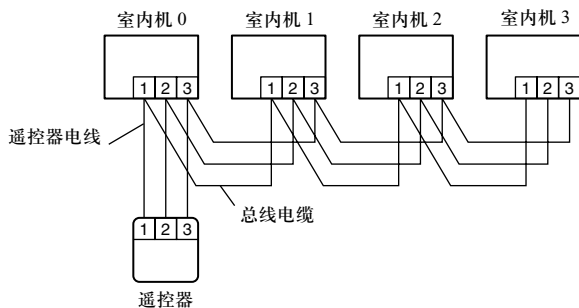 室内机 0 室内机 1 室内机 2 室内机 3
1 2 3 1 2 3 1 2 3 1 2 3
遥控器电线
总线电缆
1 2 3
遥控器